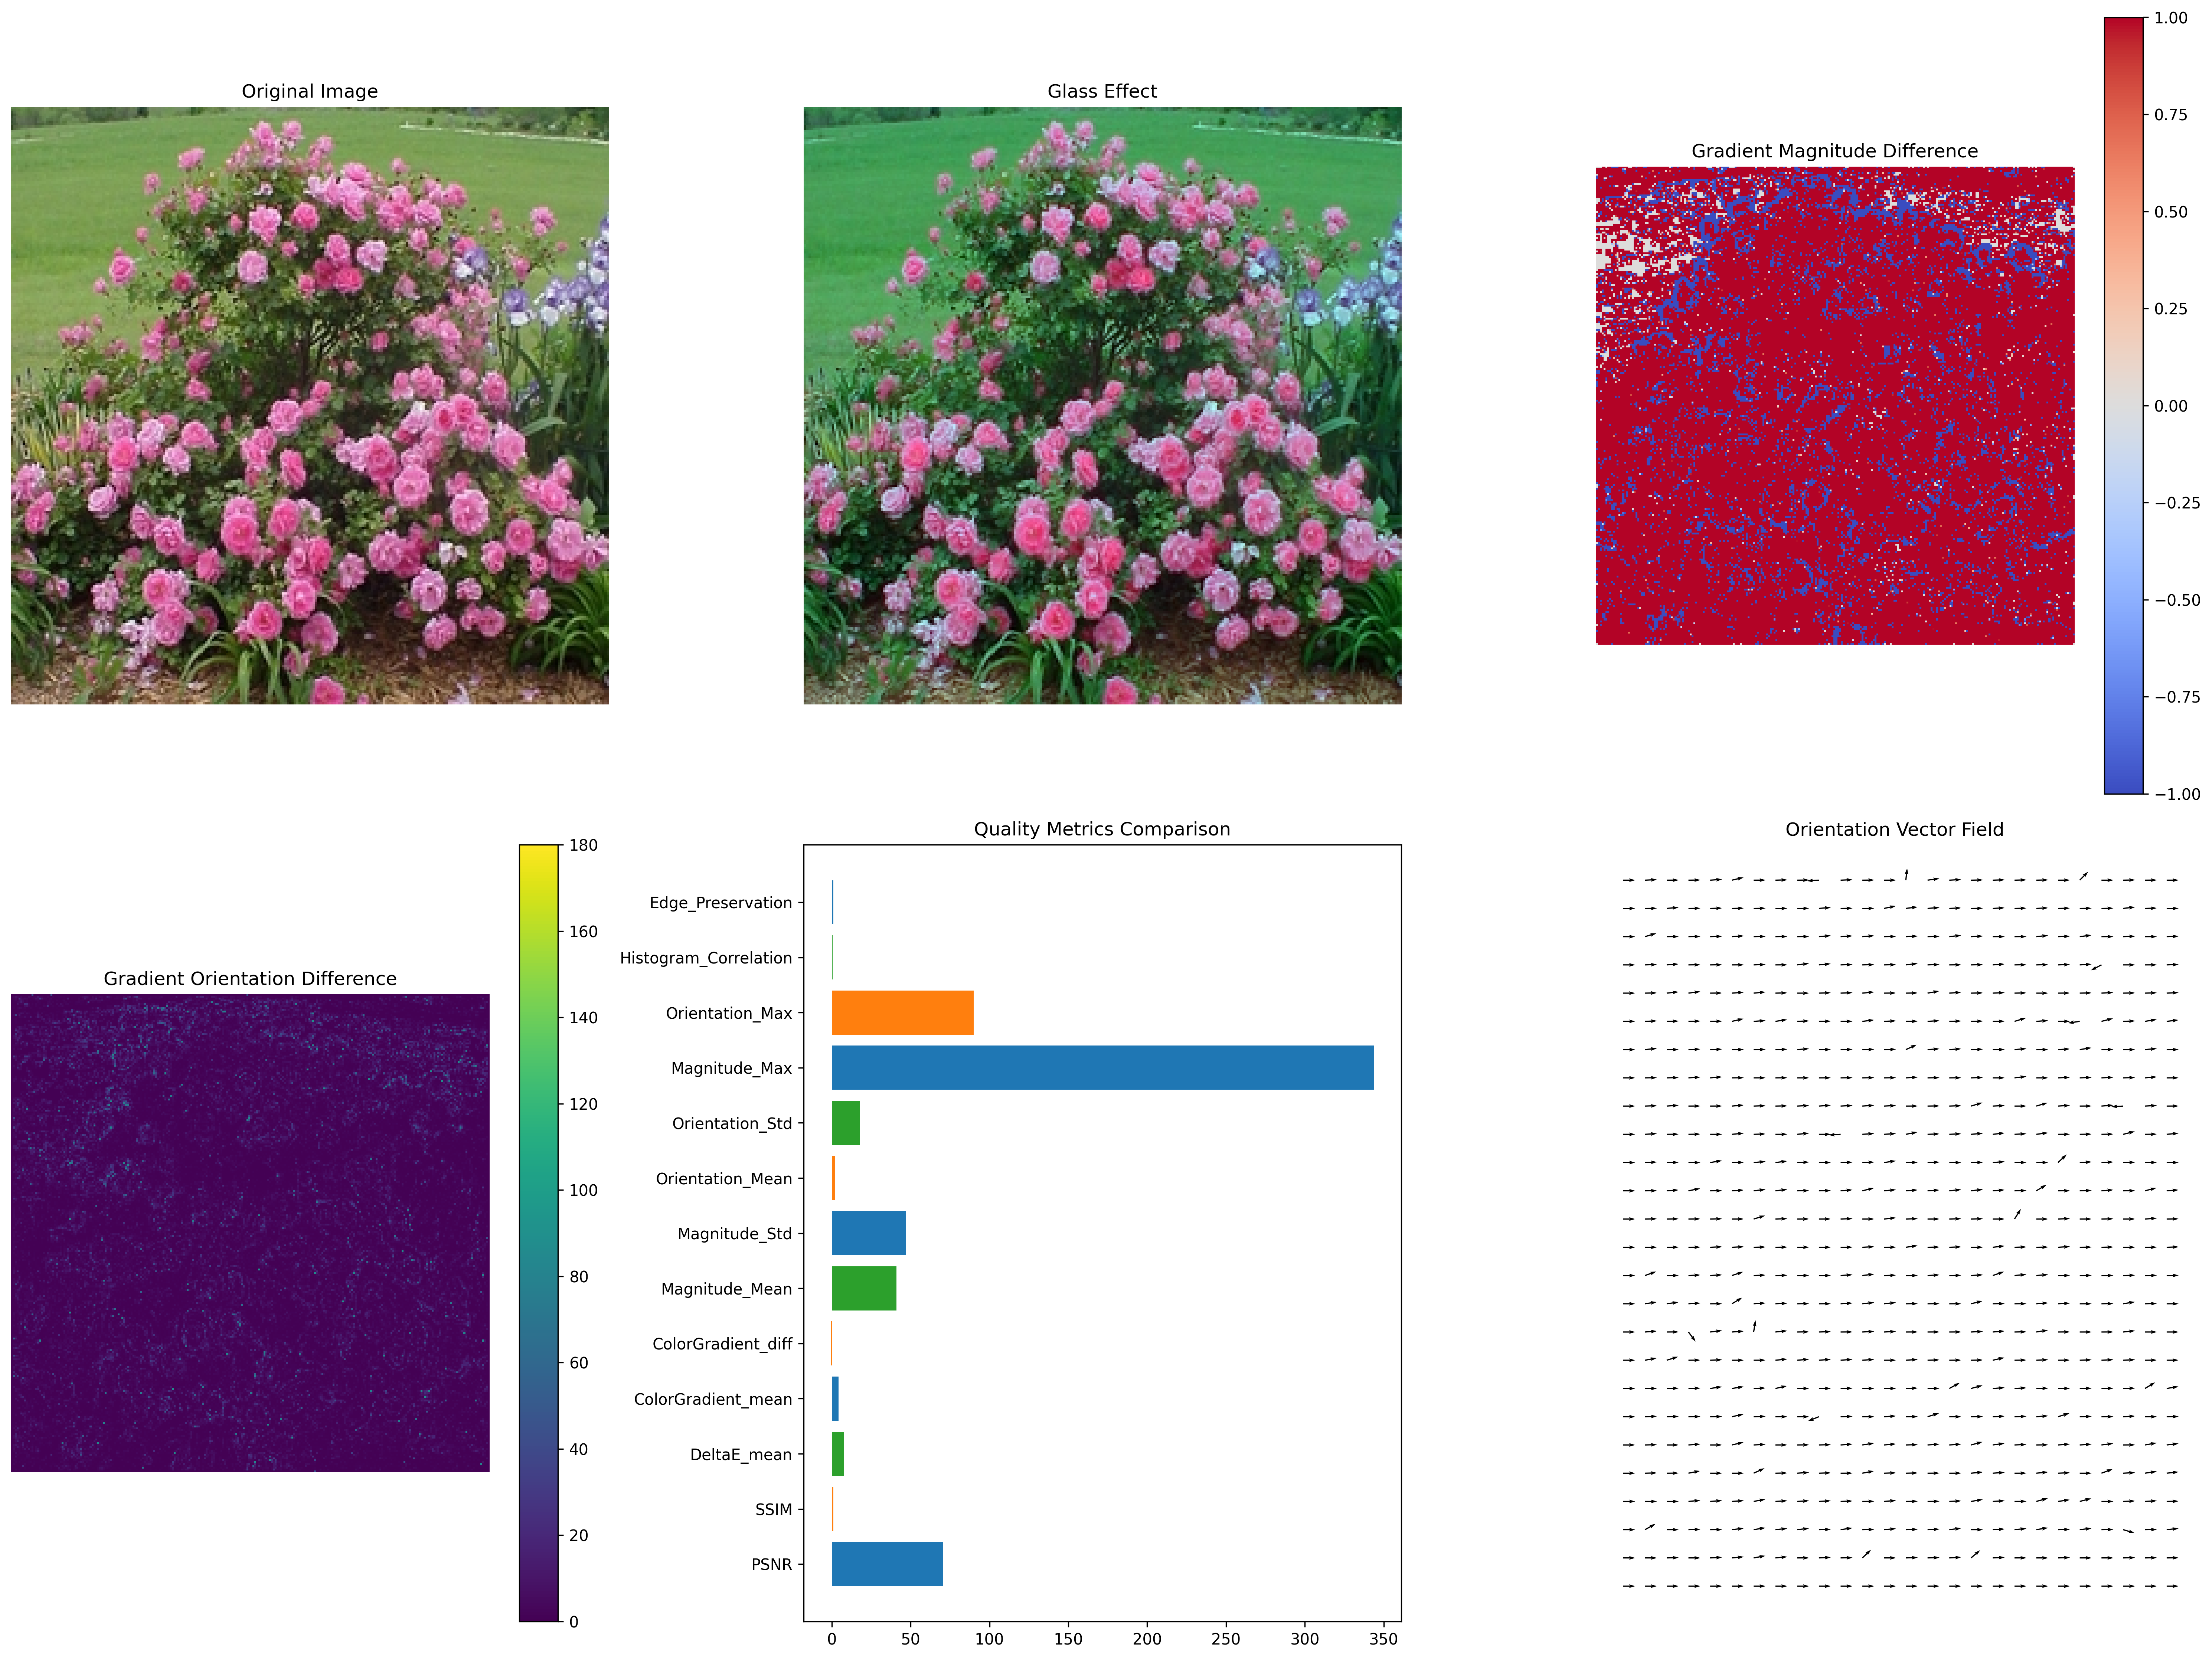 Original Image
Glass Effect
Gradient Magnitude Difference
1.00
0.75
0.50
0.25
0.00
−0.25
−0.50
−0.75
−1.00
Gradient Orientation Difference
180
160
140
120
100
80
60
40
20
0
Quality Metrics Comparison
Edge_Preservation
Histogram_Correlation
Orientation_Max
Magnitude_Max
Orientation_Std
Orientation_Mean
Magnitude_Std
Magnitude_Mean
ColorGradient_diff
ColorGradient_mean
DeltaE_mean
SSIM
PSNR
0 50 100 150 200 250 300 350
Orientation Vector Field